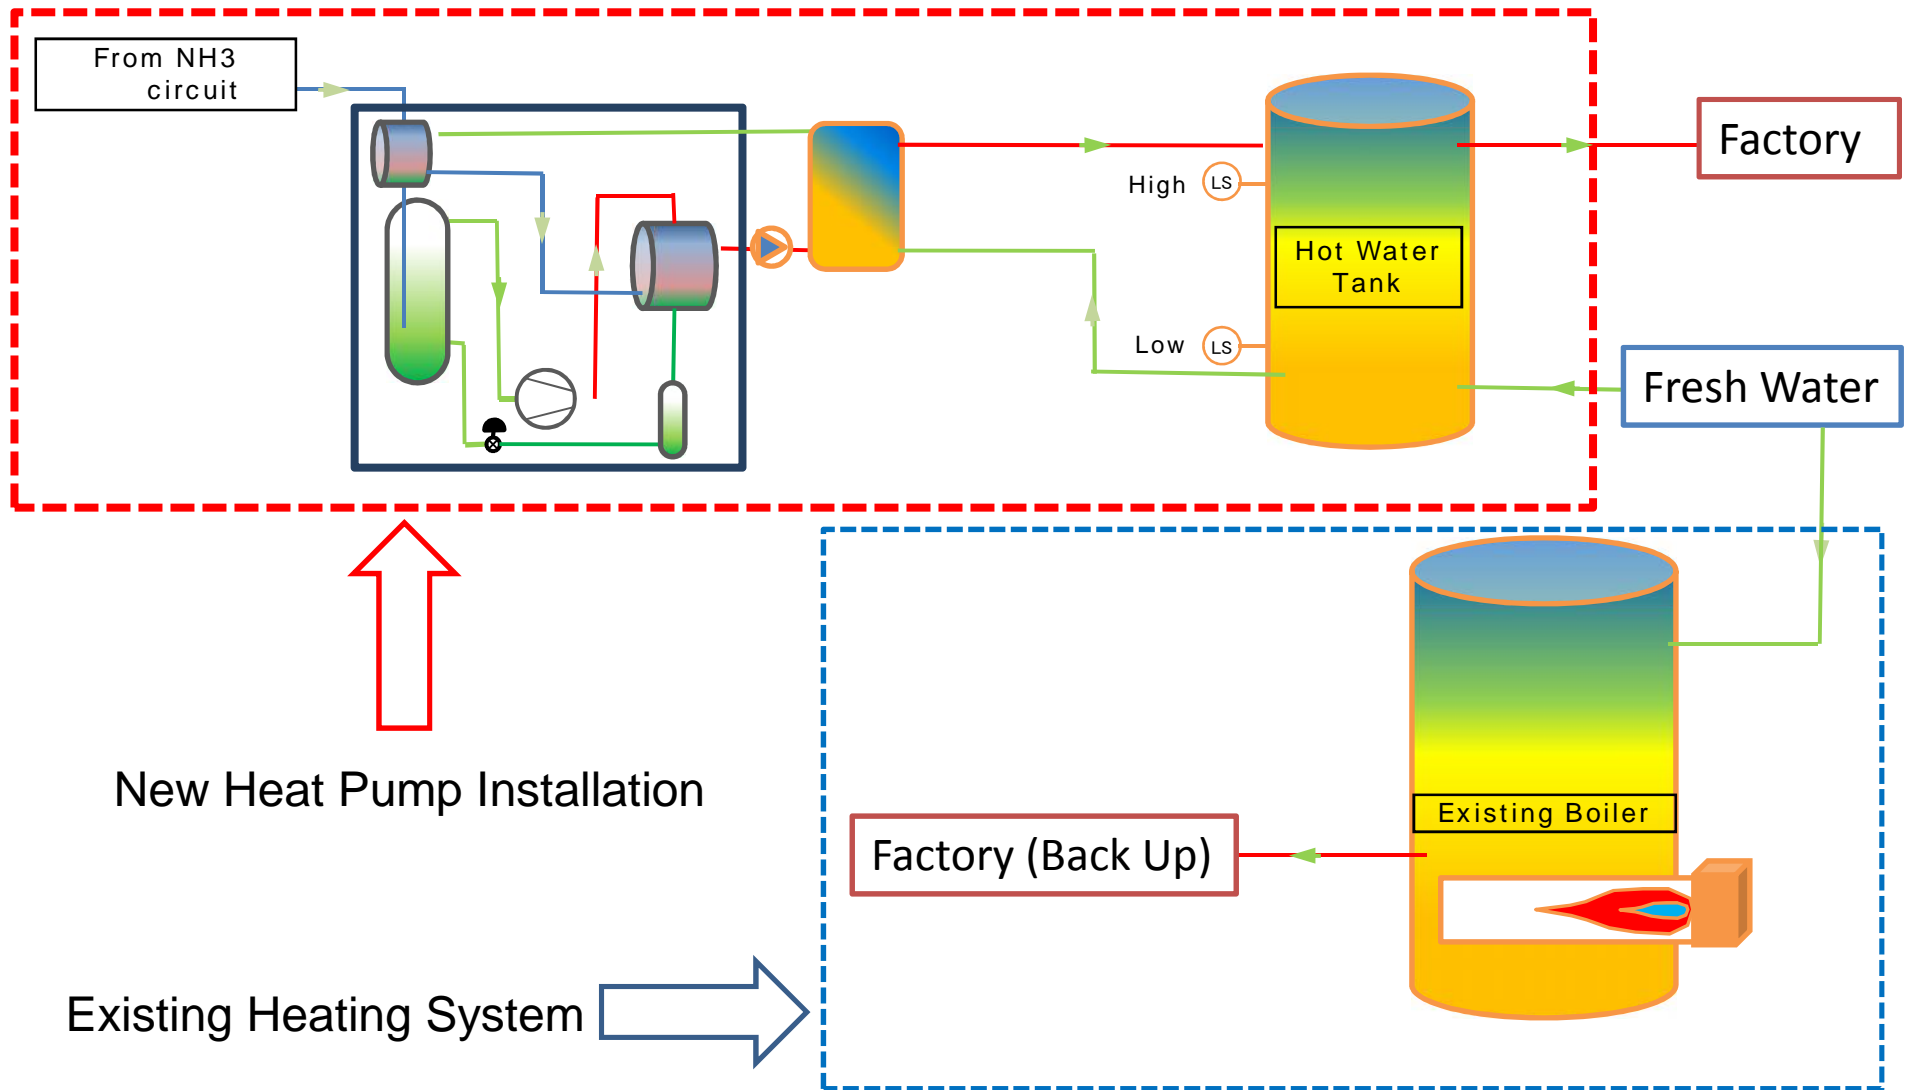 From NH3
circuit
Factory
High
LS
Hot Water
Tank
Low
LS
Fresh Water
New Heat Pump Installation
Existing Boiler
Factory (Back Up)
Existing Heating System